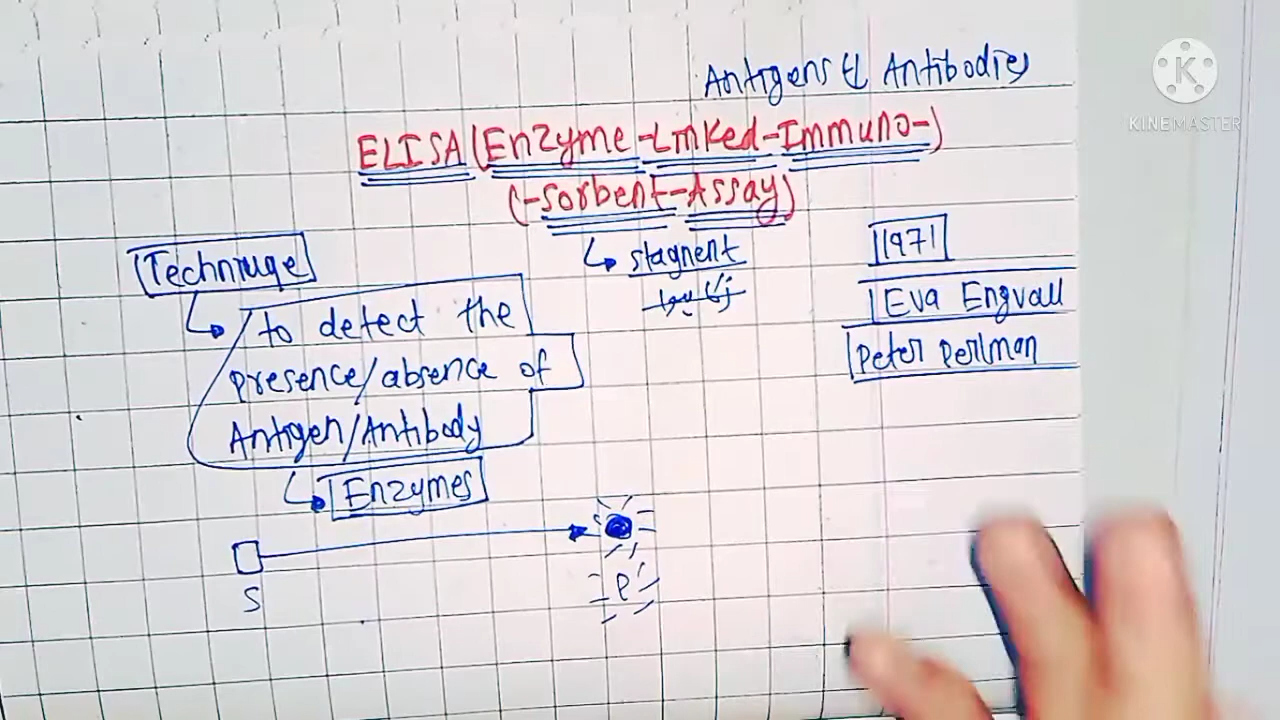 Antigens & Antibodies
ELISA (Enzyme-Linked-Immuno-)
(-Sorbent-Assay)
stagnent
Techniuqe
to detect the
presence/absence of
Antigen/Antibody
Enzymes
S
P
1971
Eva Engvall
Peter Perlman
K
KINEMASTER